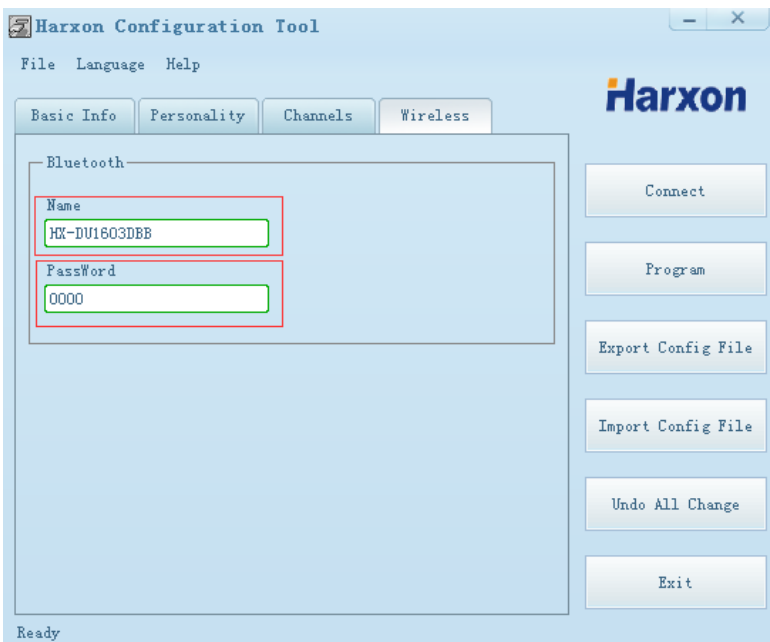 Harxon Configuration Tool
File Language Help
Harxon
Basic Info Personality Channels Wireless
Bluetooth
Name
HX-DU1603DBB
PassWord
0000
Connect
Program
Export Config File
Import Config File
Undo All Change
Exit
Ready